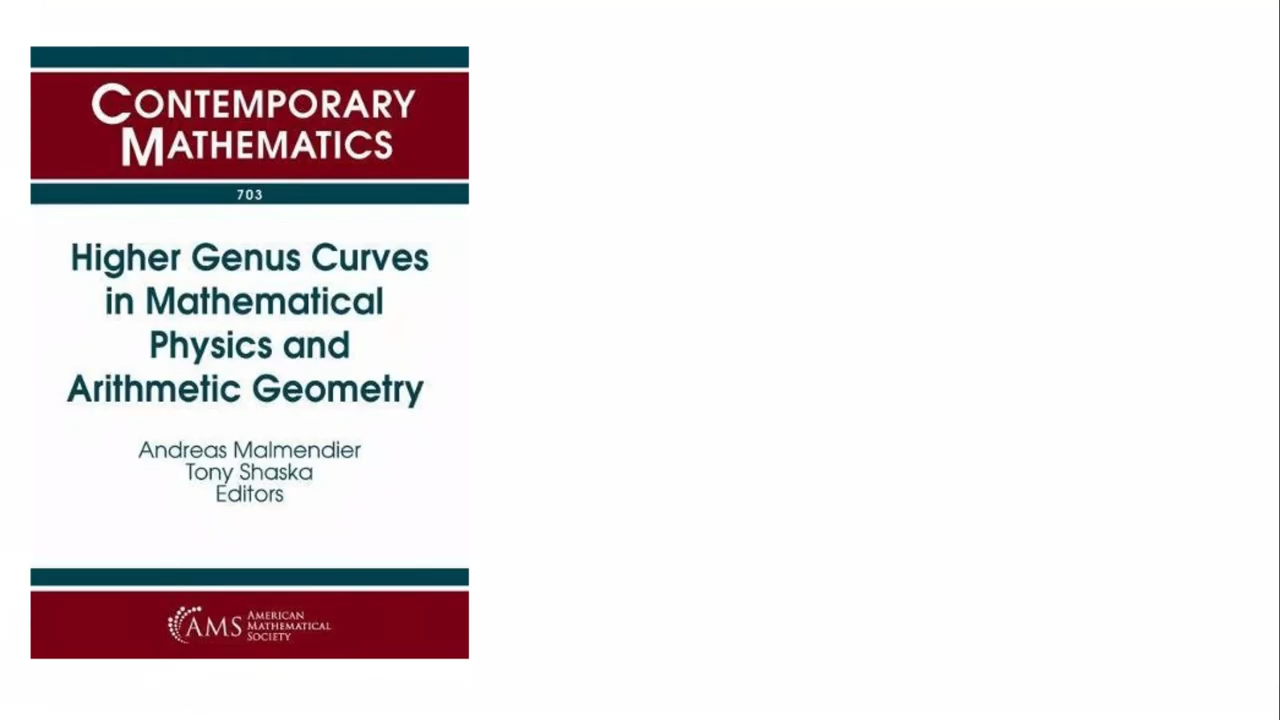 CONTEMPORARY
MATHEMATICS
703
Higher Genus Curves
in Mathematical
Physics and
Arithmetic Geometry
Andreas Malmendier
Tony Shaska
Editors
AMS AMERICAN
MATHEMATICAL
SOCIETY